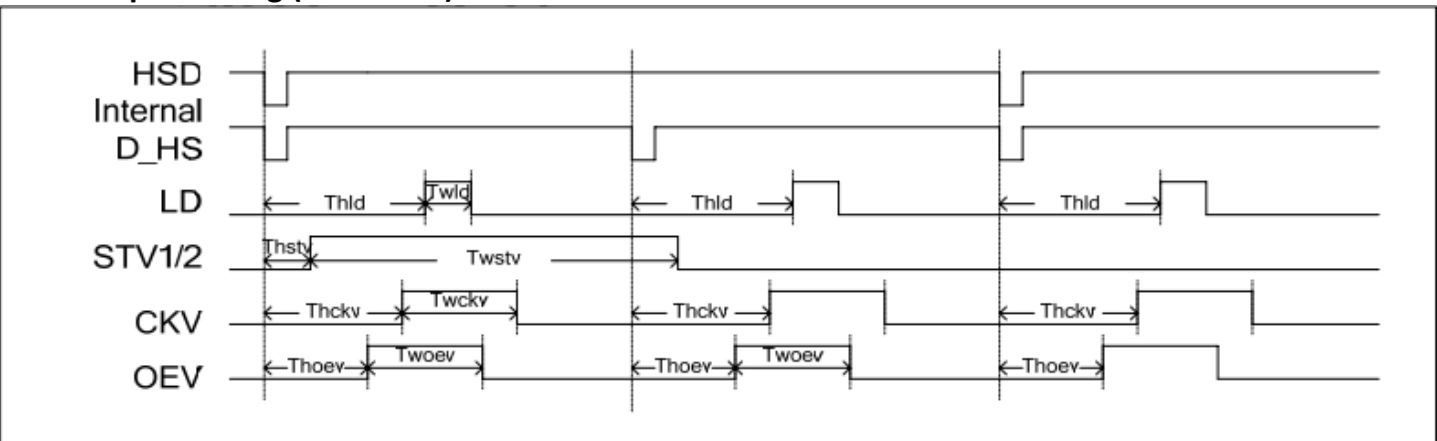 HSD
Internal
D_HS
LD Thld Twld Thld Thld
STV1/2 Thstv Twstv
CKV Thckv Twckv Thckv Thckv
OEV Thoev Twoev Thoev Twoev Thoev